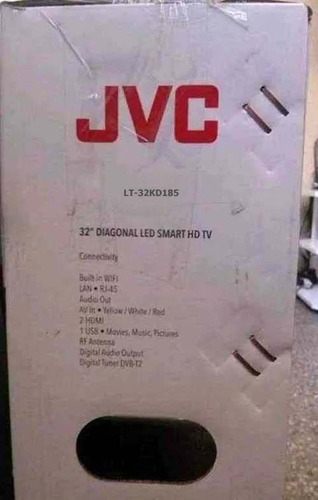 JVC
LT-32KD185
32" DIAGONAL LED SMART HD TV
Connectivity
Built in WIFI
LAN • RJ-45
Audio Out
AV In • Yellow / White / Red
2 HDMI
1 USB • Movies, Music, Pictures
RF Antenna
Digital Audio Output
Digital Tuner DVB-T2